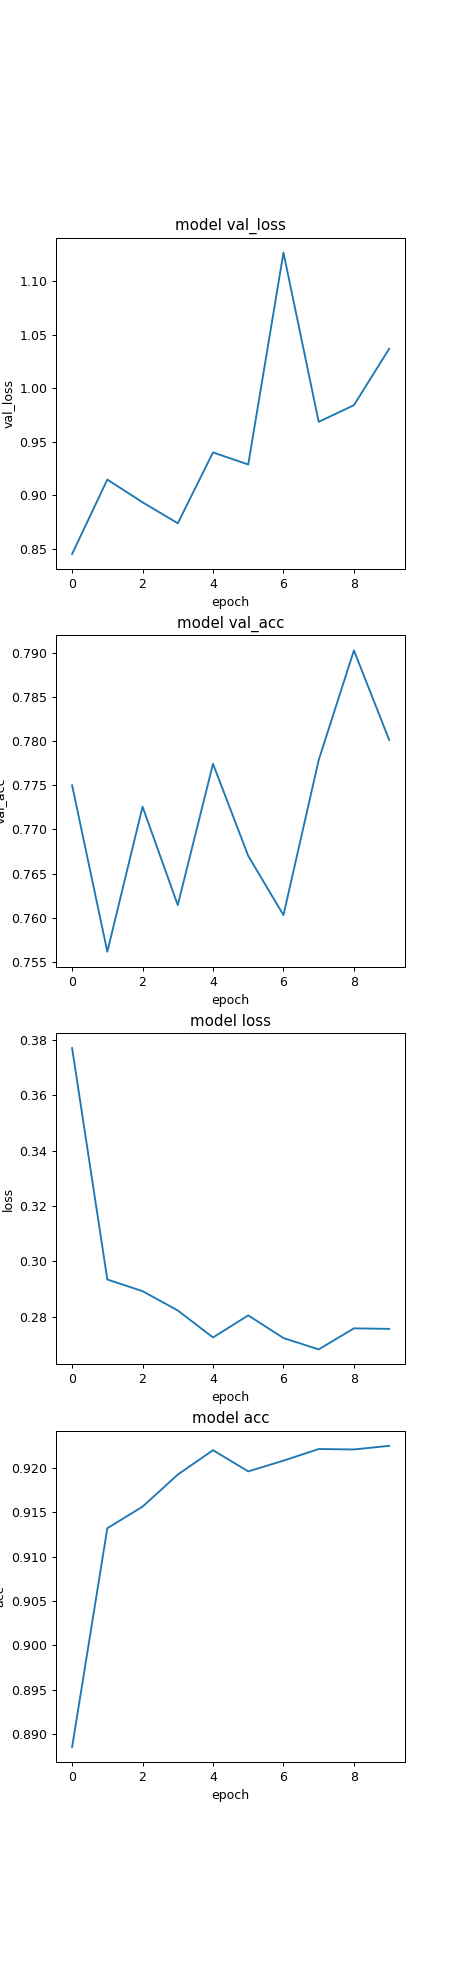 model val_loss
1.10
1.05
1.00
0.95
0.90
0.85
val_loss
0 2 4 6 8
epoch
model val_acc
0.790
0.785
0.780
0.775
0.770
0.765
0.760
0.755
val_acc
0 2 4 6 8
epoch
model loss
0.38
0.36
0.34
0.32
0.30
0.28
loss
0 2 4 6 8
epoch
model acc
0.920
0.915
0.910
0.905
0.900
0.895
0.890
acc
0 2 4 6 8
epoch